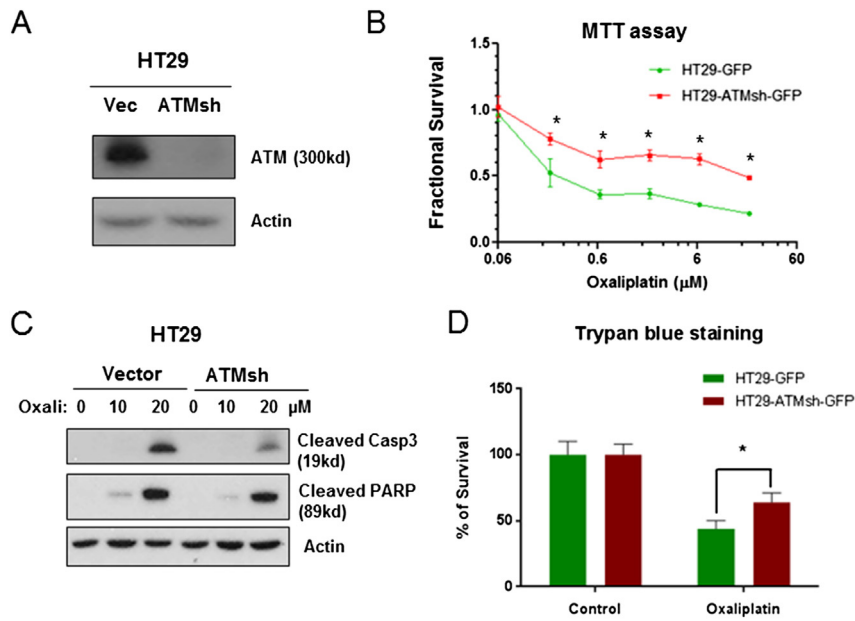 A
HT29
Vec ATMsh
ATM (300kd)
Actin
B
MTT assay
HT29-GFP
HT29-ATMsh-GFP
Fractional Survival
1.5
1.0
0.5
0.0
* * * * *
0.06 0.6 6 60
Oxaliplatin (μM)
C
HT29
Vector ATMsh
Oxali: 0 10 20 0 10 20 μM
Cleaved Casp3
(19kd)
Cleaved PARP
(89kd)
Actin
D
Trypan blue staining
HT29-GFP
HT29-ATMsh-GFP
% of Survival
150
100
50
0
*
Control Oxaliplatin